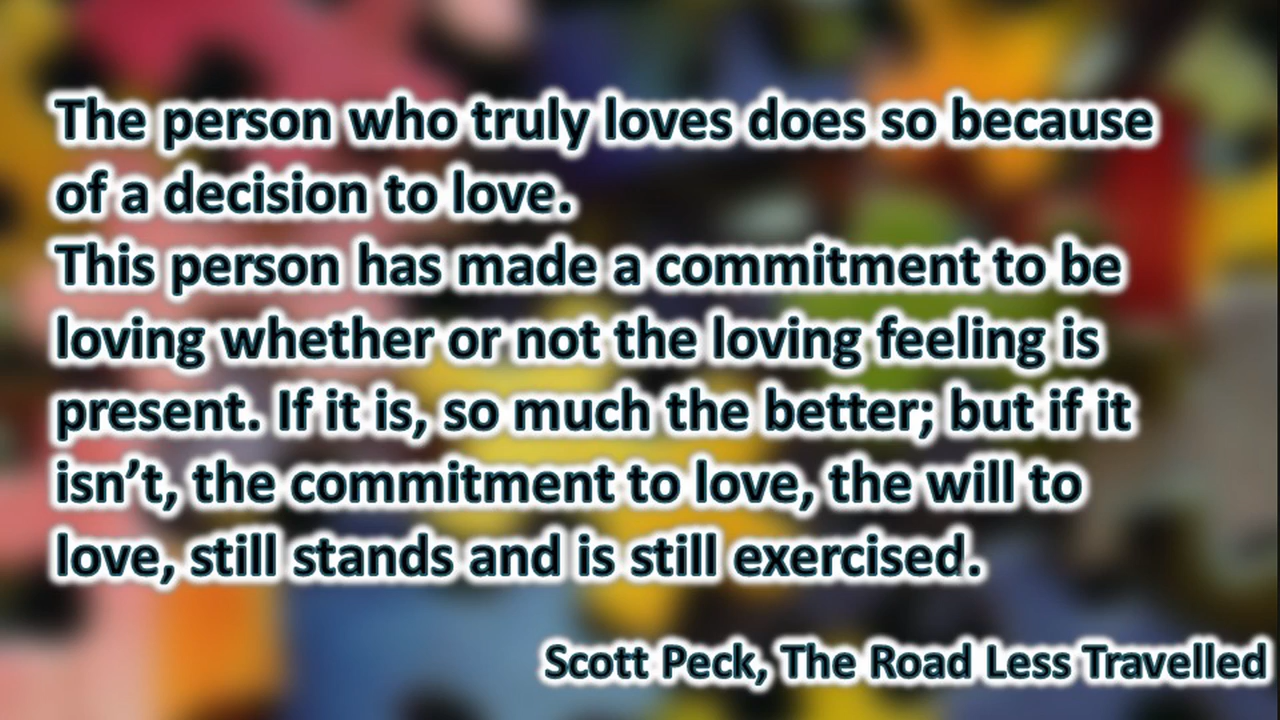 The person who truly loves does so because
of a decision to love.
This person has made a commitment to be
loving whether or not the loving feeling is
present. If it is, so much the better; but if it
isn’t, the commitment to love, the will to
love, still stands and is still exercised.
Scott Peck, The Road Less Travelled